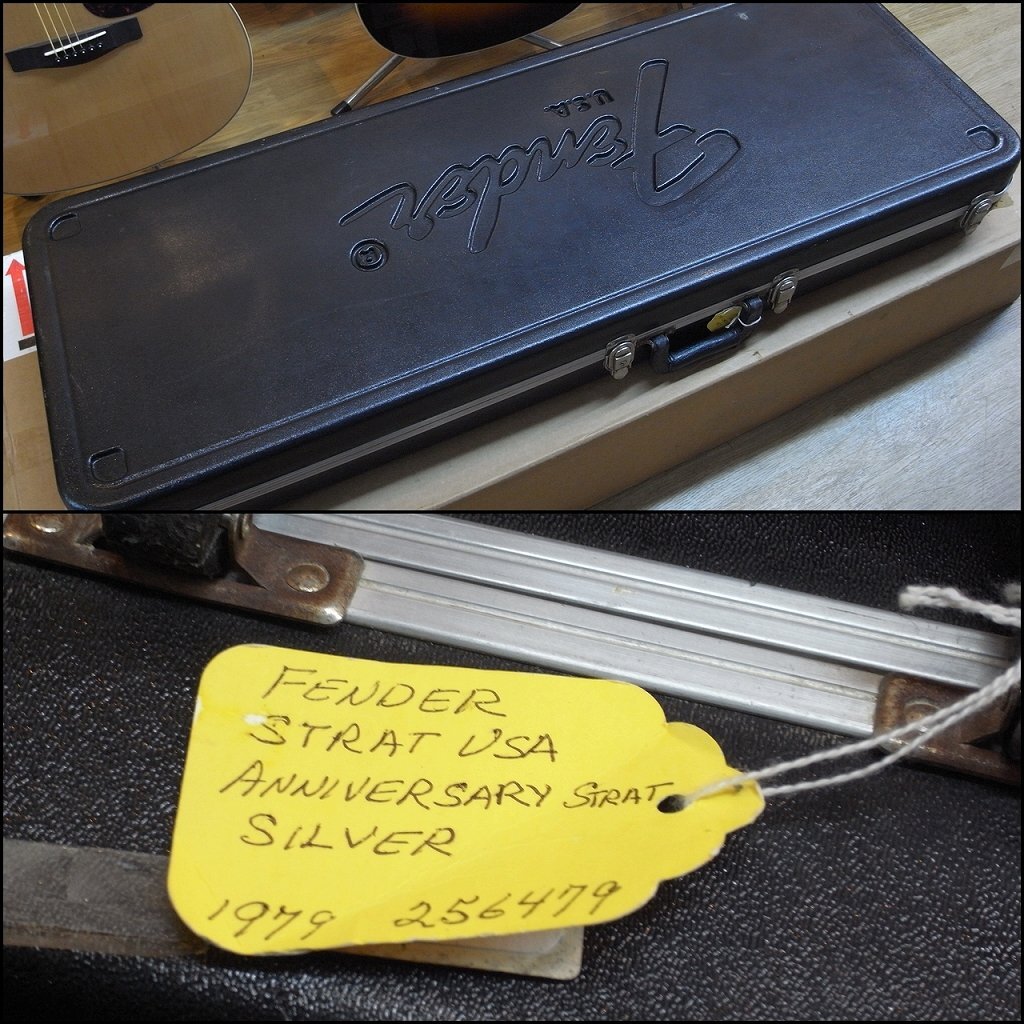 Fender
U.S.A
R
FENDER
STRAT USA
ANNIVERSARY STRAT
SILVER
1979 256479